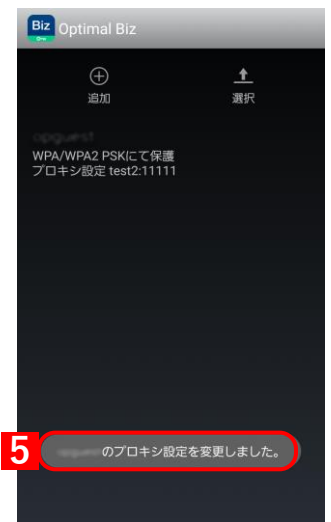 Biz Optimal Biz
追加
選択
WPA/WPA2 PSKにて保護
プロキシ設定 test2:11111
5
のプロキシ設定を変更しました。